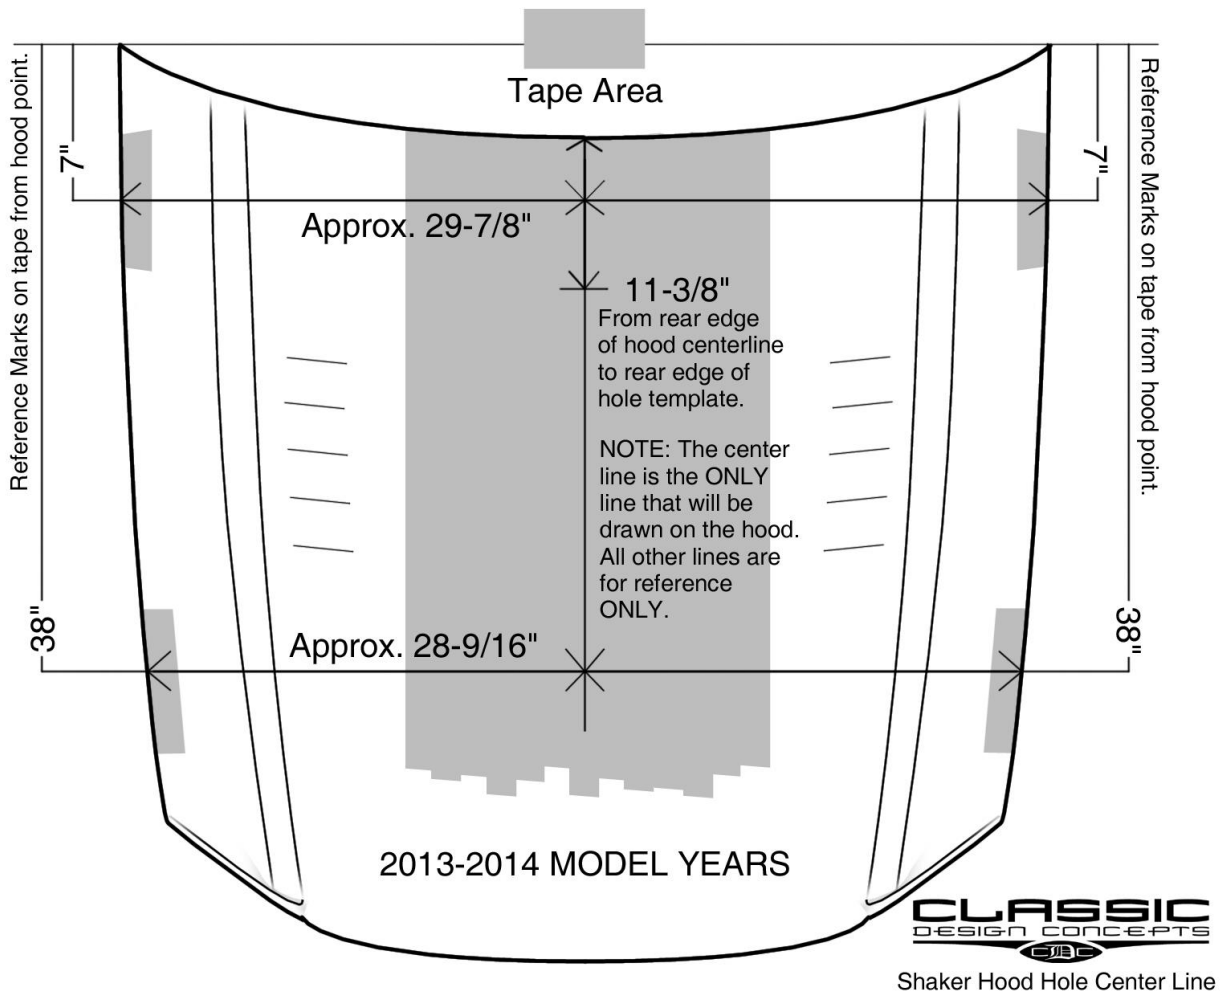 Tape Area
Reference Marks on tape from hood point.
Reference Marks on tape from hood point.
7"
7"
Approx. 29-7/8"
11-3/8"
From rear edge
of hood centerline
to rear edge of
hole template.
NOTE: The center
line is the ONLY
line that will be
drawn on the hood.
All other lines are
for reference
ONLY.
38"
38"
Approx. 28-9/16"
2013-2014 MODEL YEARS
CLASSIC
DESIGN CONCEPTS
CDC
Shaker Hood Hole Center Line